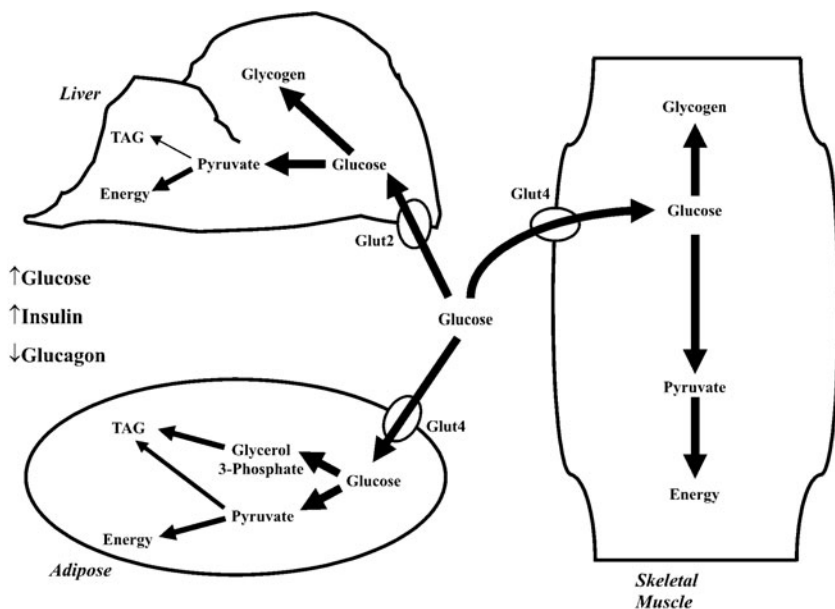 Liver
Glycogen
TAG
Pyruvate
Glucose
Energy
Glut2
↑Glucose
↑Insulin
↓Glucagon
Glucose
Glut4
Glycogen
Glucose
Pyruvate
Energy
Skeletal
Muscle
Glut4
TAG
Glycerol
3-Phosphate
Glucose
Pyruvate
Energy
Adipose